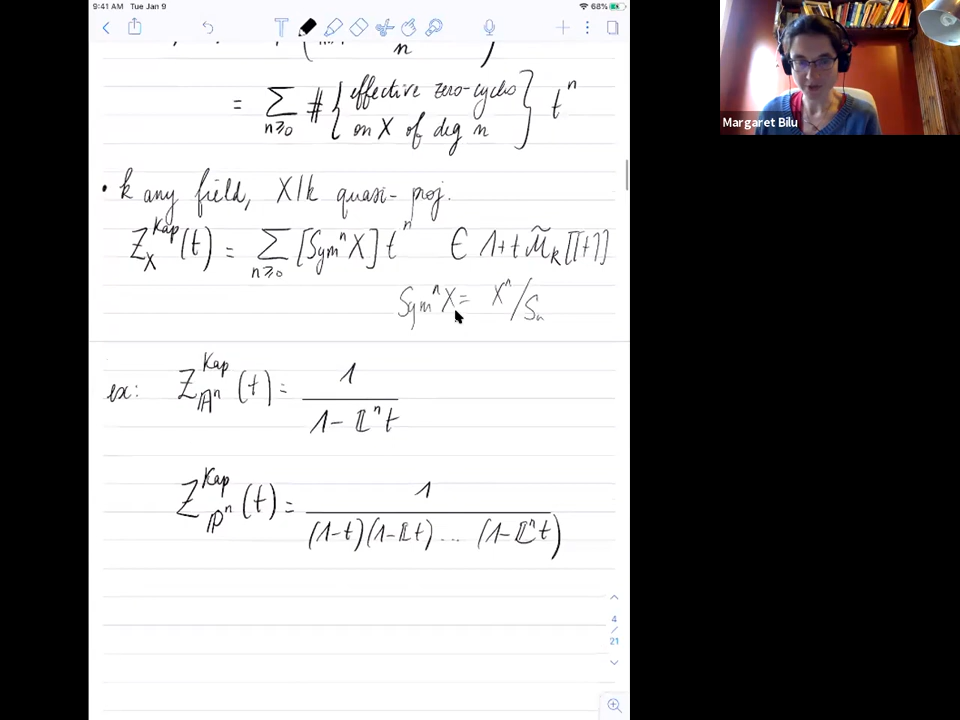 9:41 AM Tue Jan 9
68%
n
= ∑_{n≥0} # { effective zero-cycles on X of deg n } t^n
• k any field, X/k quasi-proj.
Z_X^{Kap}(t) = ∑_{n≥0} [Sym^n X] t^n ∈ 1+t M̃_k[[t]]
Sym^n X = X^n/S_n
ex: Z_{𝔸^n}^{Kap}(t) = 1/(1-𝕃^n t)
Z_{ℙ^n}^{Kap}(t) = 1/((1-t)(1-𝕃t)...(1-𝕃^n t))
4
/
21
Margaret Bilu